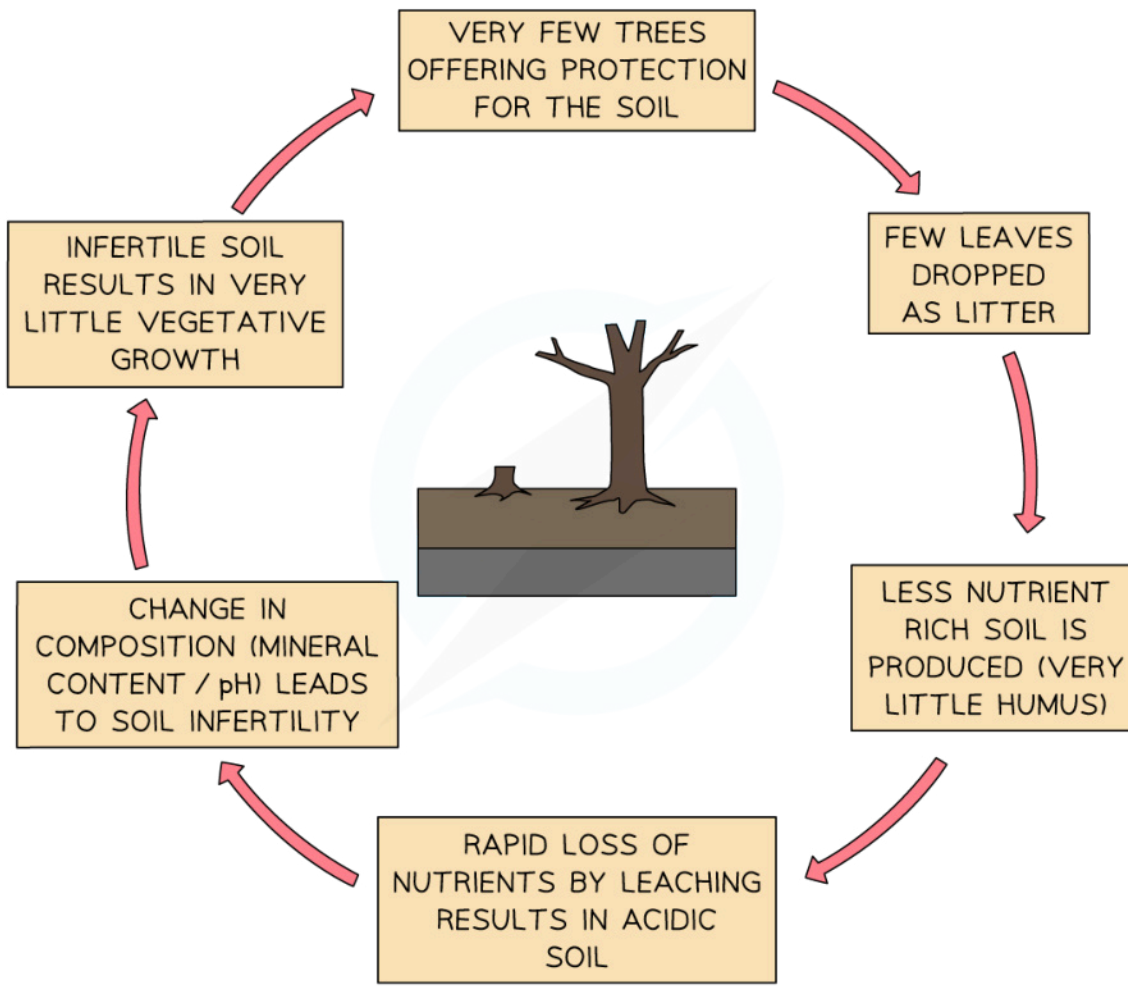 VERY FEW TREES
OFFERING PROTECTION
FOR THE SOIL
FEW LEAVES
DROPPED
AS LITTER
LESS NUTRIENT
RICH SOIL IS
PRODUCED (VERY
LITTLE HUMUS)
RAPID LOSS OF
NUTRIENTS BY LEACHING
RESULTS IN ACIDIC
SOIL
CHANGE IN
COMPOSITION (MINERAL
CONTENT / pH) LEADS
TO SOIL INFERTILITY
INFERTILE SOIL
RESULTS IN VERY
LITTLE VEGETATIVE
GROWTH